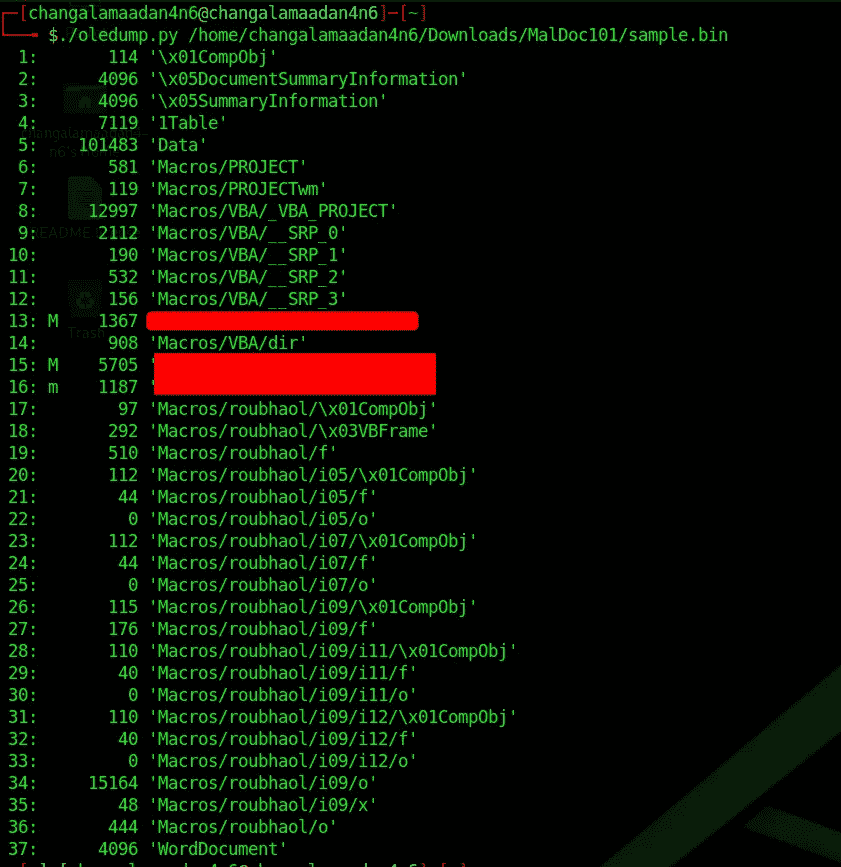 [changalamaadan4n6@changalamaadan4n6]-[~]
$./oledump.py /home/changalamaadan4n6/Downloads/MalDoc101/sample.bin
1: 114 '\x01CompObj'
2: 4096 '\x05DocumentSummaryInformation'
3: 4096 '\x05SummaryInformation'
4: 7119 '1Table'
5: 101483 'Data'
6: 581 'Macros/PROJECT'
7: 119 'Macros/PROJECTwm'
8: 12997 'Macros/VBA/_VBA_PROJECT'
9: 2112 'Macros/VBA/__SRP_0'
10: 190 'Macros/VBA/__SRP_1'
11: 532 'Macros/VBA/__SRP_2'
12: 156 'Macros/VBA/__SRP_3'
13: M 1367
Trash
14: 908 'Macros/VBA/dir'
15: M 5705 '
16: m 1187
17: 97 'Macros/roubhaol/\x01CompObj'
18: 292 'Macros/roubhaol/\x03VBFrame'
19: 510 'Macros/roubhaol/f'
20: 112 'Macros/roubhaol/i05/\x01CompObj'
21: 44 'Macros/roubhaol/i05/f'
22: 0 'Macros/roubhaol/i05/o'
23: 112 'Macros/roubhaol/i07/\x01CompObj'
24: 44 'Macros/roubhaol/i07/f'
25: 0 'Macros/roubhaol/i07/o'
26: 115 'Macros/roubhaol/i09/\x01CompObj'
27: 176 'Macros/roubhaol/i09/f'
28: 110 'Macros/roubhaol/i09/i11/\x01CompObj'
29: 40 'Macros/roubhaol/i09/i11/f'
30: 0 'Macros/roubhaol/i09/i11/o'
31: 110 'Macros/roubhaol/i09/i12/\x01CompObj'
32: 40 'Macros/roubhaol/i09/i12/f'
33: 0 'Macros/roubhaol/i09/i12/o'
34: 15164 'Macros/roubhaol/i09/o'
35: 48 'Macros/roubhaol/i09/x'
36: 444 'Macros/roubhaol/o'
37: 4096 'WordDocument'